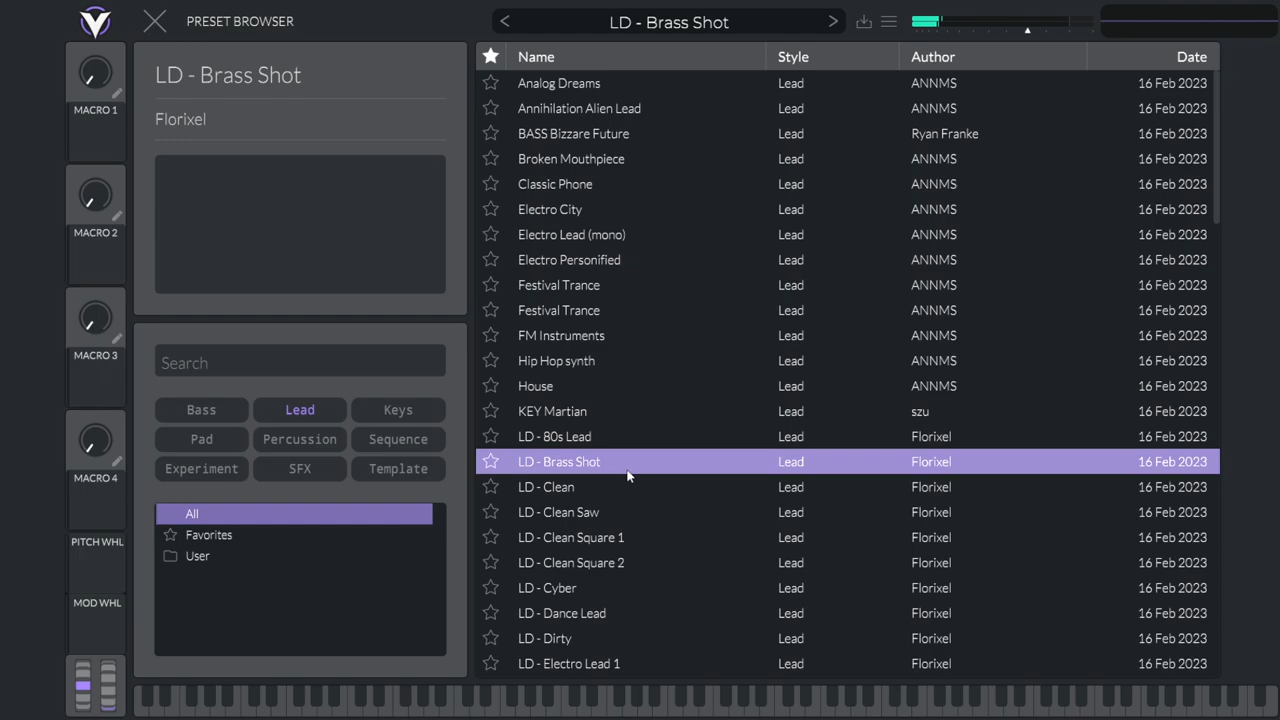 PRESET BROWSER
LD - Brass Shot
MACRO 1
MACRO 2
MACRO 3
MACRO 4
PITCH WHL
MOD WHL
LD - Brass Shot
Florixel
Search
Bass Lead Keys
Pad Percussion Sequence
Experiment SFX Template
All
Favorites
User
Name Style Author Date
Analog Dreams Lead ANNMS 16 Feb 2023
Annihilation Alien Lead Lead ANNMS 16 Feb 2023
BASS Bizzare Future Lead Ryan Franke 16 Feb 2023
Broken Mouthpiece Lead ANNMS 16 Feb 2023
Classic Phone Lead ANNMS 16 Feb 2023
Electro City Lead ANNMS 16 Feb 2023
Electro Lead (mono) Lead ANNMS 16 Feb 2023
Electro Personified Lead ANNMS 16 Feb 2023
Festival Trance Lead ANNMS 16 Feb 2023
Festival Trance Lead ANNMS 16 Feb 2023
FM Instruments Lead ANNMS 16 Feb 2023
Hip Hop synth Lead ANNMS 16 Feb 2023
House Lead ANNMS 16 Feb 2023
KEY Martian Lead szu 16 Feb 2023
LD - 80s Lead Lead Florixel 16 Feb 2023
LD - Brass Shot Lead Florixel 16 Feb 2023
LD - Clean Lead Florixel 16 Feb 2023
LD - Clean Saw Lead Florixel 16 Feb 2023
LD - Clean Square 1 Lead Florixel 16 Feb 2023
LD - Clean Square 2 Lead Florixel 16 Feb 2023
LD - Cyber Lead Florixel 16 Feb 2023
LD - Dance Lead Lead Florixel 16 Feb 2023
LD - Dirty Lead Florixel 16 Feb 2023
LD - Electro Lead 1 Lead Florixel 16 Feb 2023